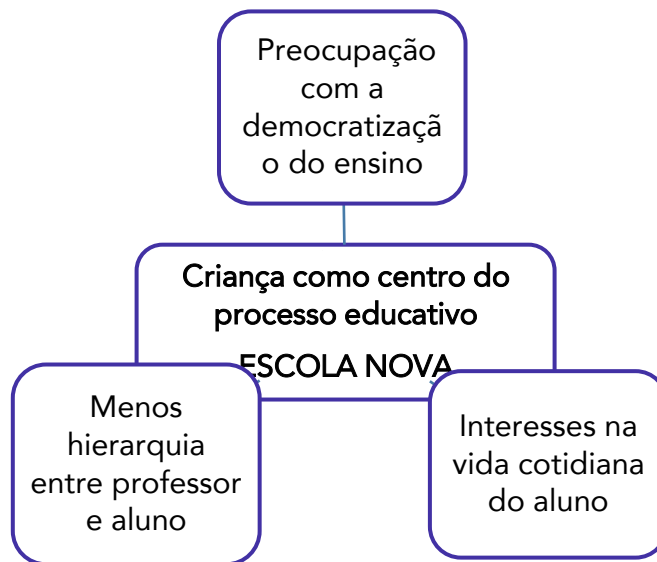 Preocupação
com a
democratizaçã
o do ensino
Criança como centro do
processo educativo
ESCOLA NOVA
Menos
hierarquia
entre professor
e aluno
Interesses na
vida cotidiana
do aluno